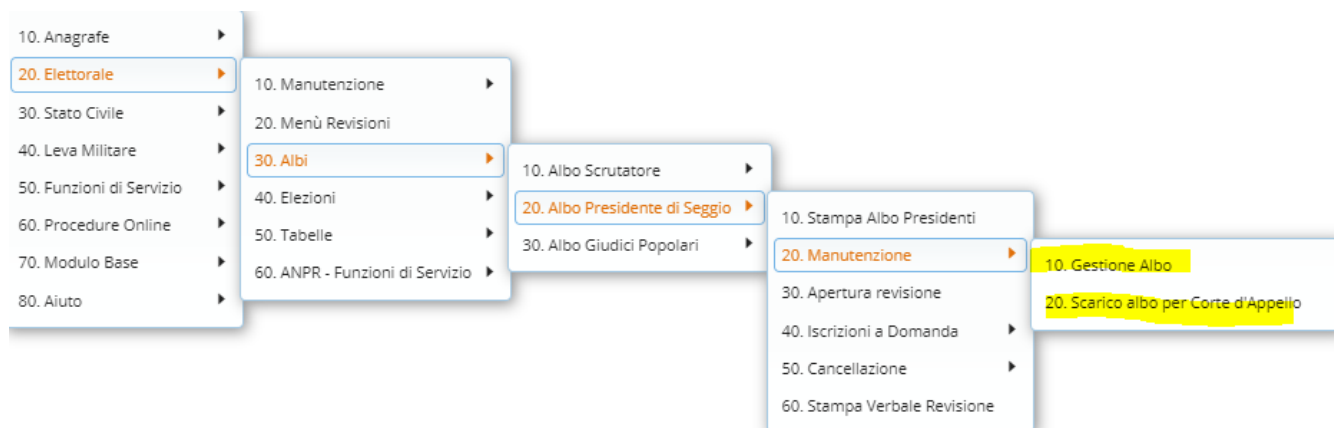 10. Anagrafe
20. Elettorale
30. Stato Civile
40. Leva Militare
50. Funzioni di Servizio
60. Procedure Online
70. Modulo Base
80. Aiuto
10. Manutenzione
20. Menù Revisioni
30. Albi
40. Elezioni
50. Tabelle
60. ANPR - Funzioni di Servizio
10. Albo Scrutatore
20. Albo Presidente di Seggio
30. Albo Giudici Popolari
10. Stampa Albo Presidenti
20. Manutenzione
30. Apertura revisione
40. Iscrizioni a Domanda
50. Cancellazione
60. Stampa Verbale Revisione
10. Gestione Albo
20. Scarico albo per Corte d'Appello